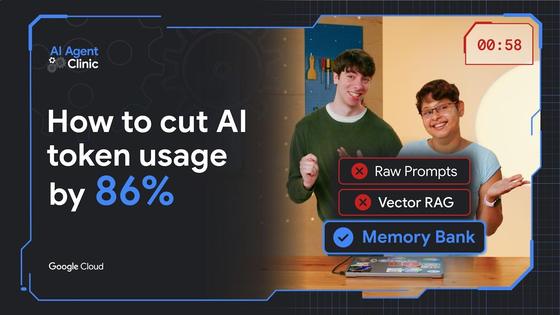 AI Agent
Clinic
00:58
How to cut AI
token usage
by 86%
Raw Prompts
Vector RAG
Memory Bank
Google Cloud